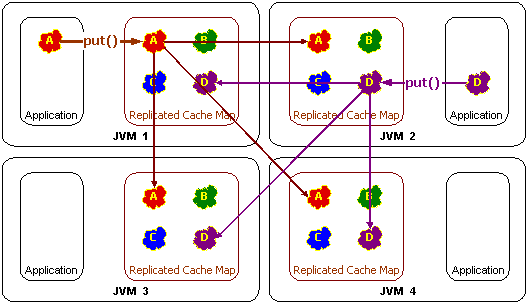 A put() A B A B
C D C D put() D
Application Replicated Cache Map Replicated Cache Map Application
JVM 1 JVM 2
A B A B
C D C D
Application Replicated Cache Map Replicated Cache Map Application
JVM 3 JVM 4